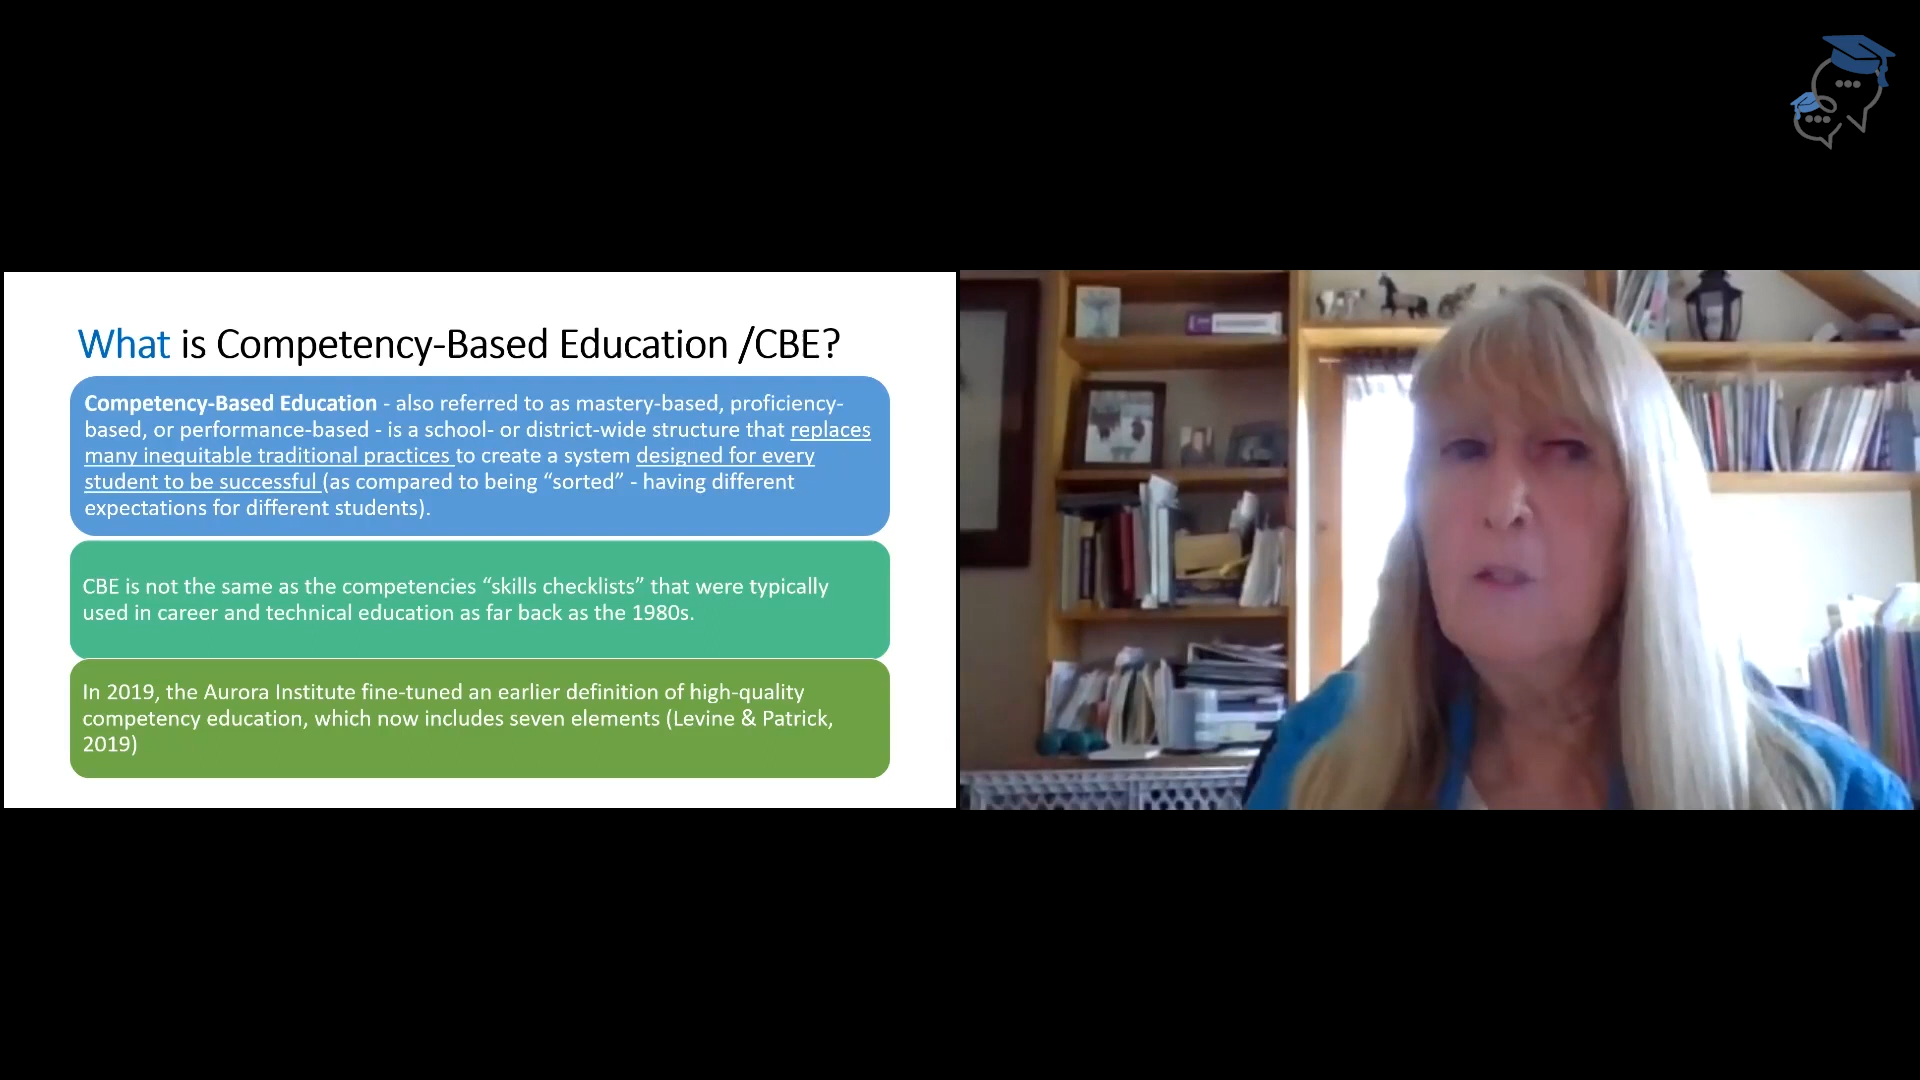 What is Competency-Based Education /CBE?
Competency-Based Education - also referred to as mastery-based, proficiency-
based, or performance-based - is a school- or district-wide structure that replaces
many inequitable traditional practices to create a system designed for every
student to be successful (as compared to being “sorted” - having different
expectations for different students).
CBE is not the same as the competencies “skills checklists” that were typically
used in career and technical education as far back as the 1980s.
In 2019, the Aurora Institute fine-tuned an earlier definition of high-quality
competency education, which now includes seven elements (Levine & Patrick,
2019)